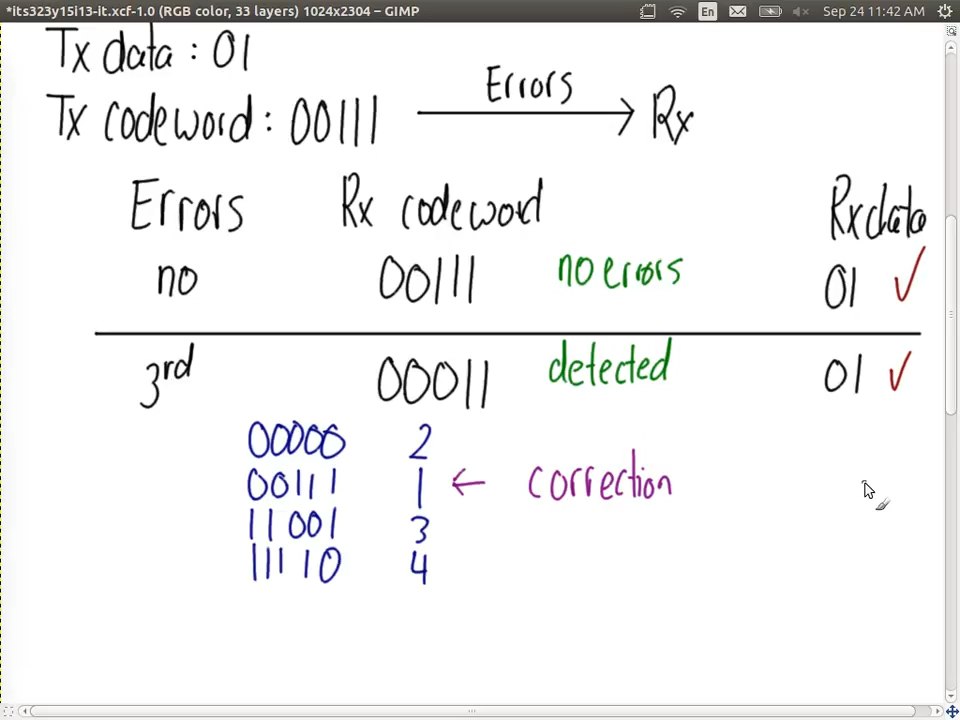 *its323y15i13-it.xcf-1.0 (RGB color, 33 layers) 1024x2304 – GIMP En Sep 24 11:42 AM
Tx data : 01
Tx codeword : 00111 Errors Rx
Errors Rx codeword Rx data
no 00111 no errors 01 ✓
3rd 00011 detected 01 ✓
00000 2
00111 1 ← correction
11001 3
11110 4